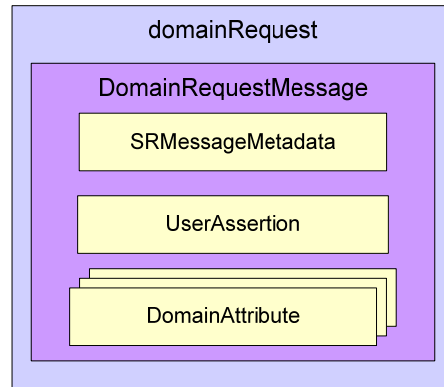 domainRequest
DomainRequestMessage
SRMessageMetadata
UserAssertion
DomainAttribute